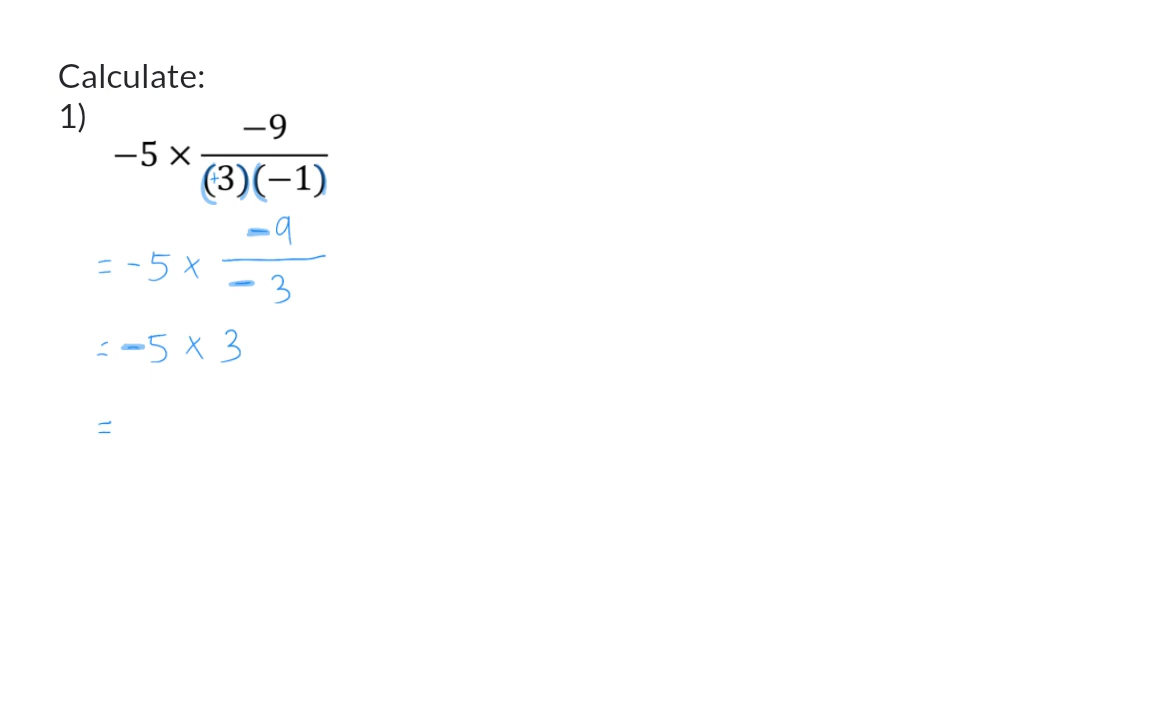 Calculate:
1)
−5 × −9 / (+3)(−1)
= -5 × -9 / -3
= -5 × 3
=